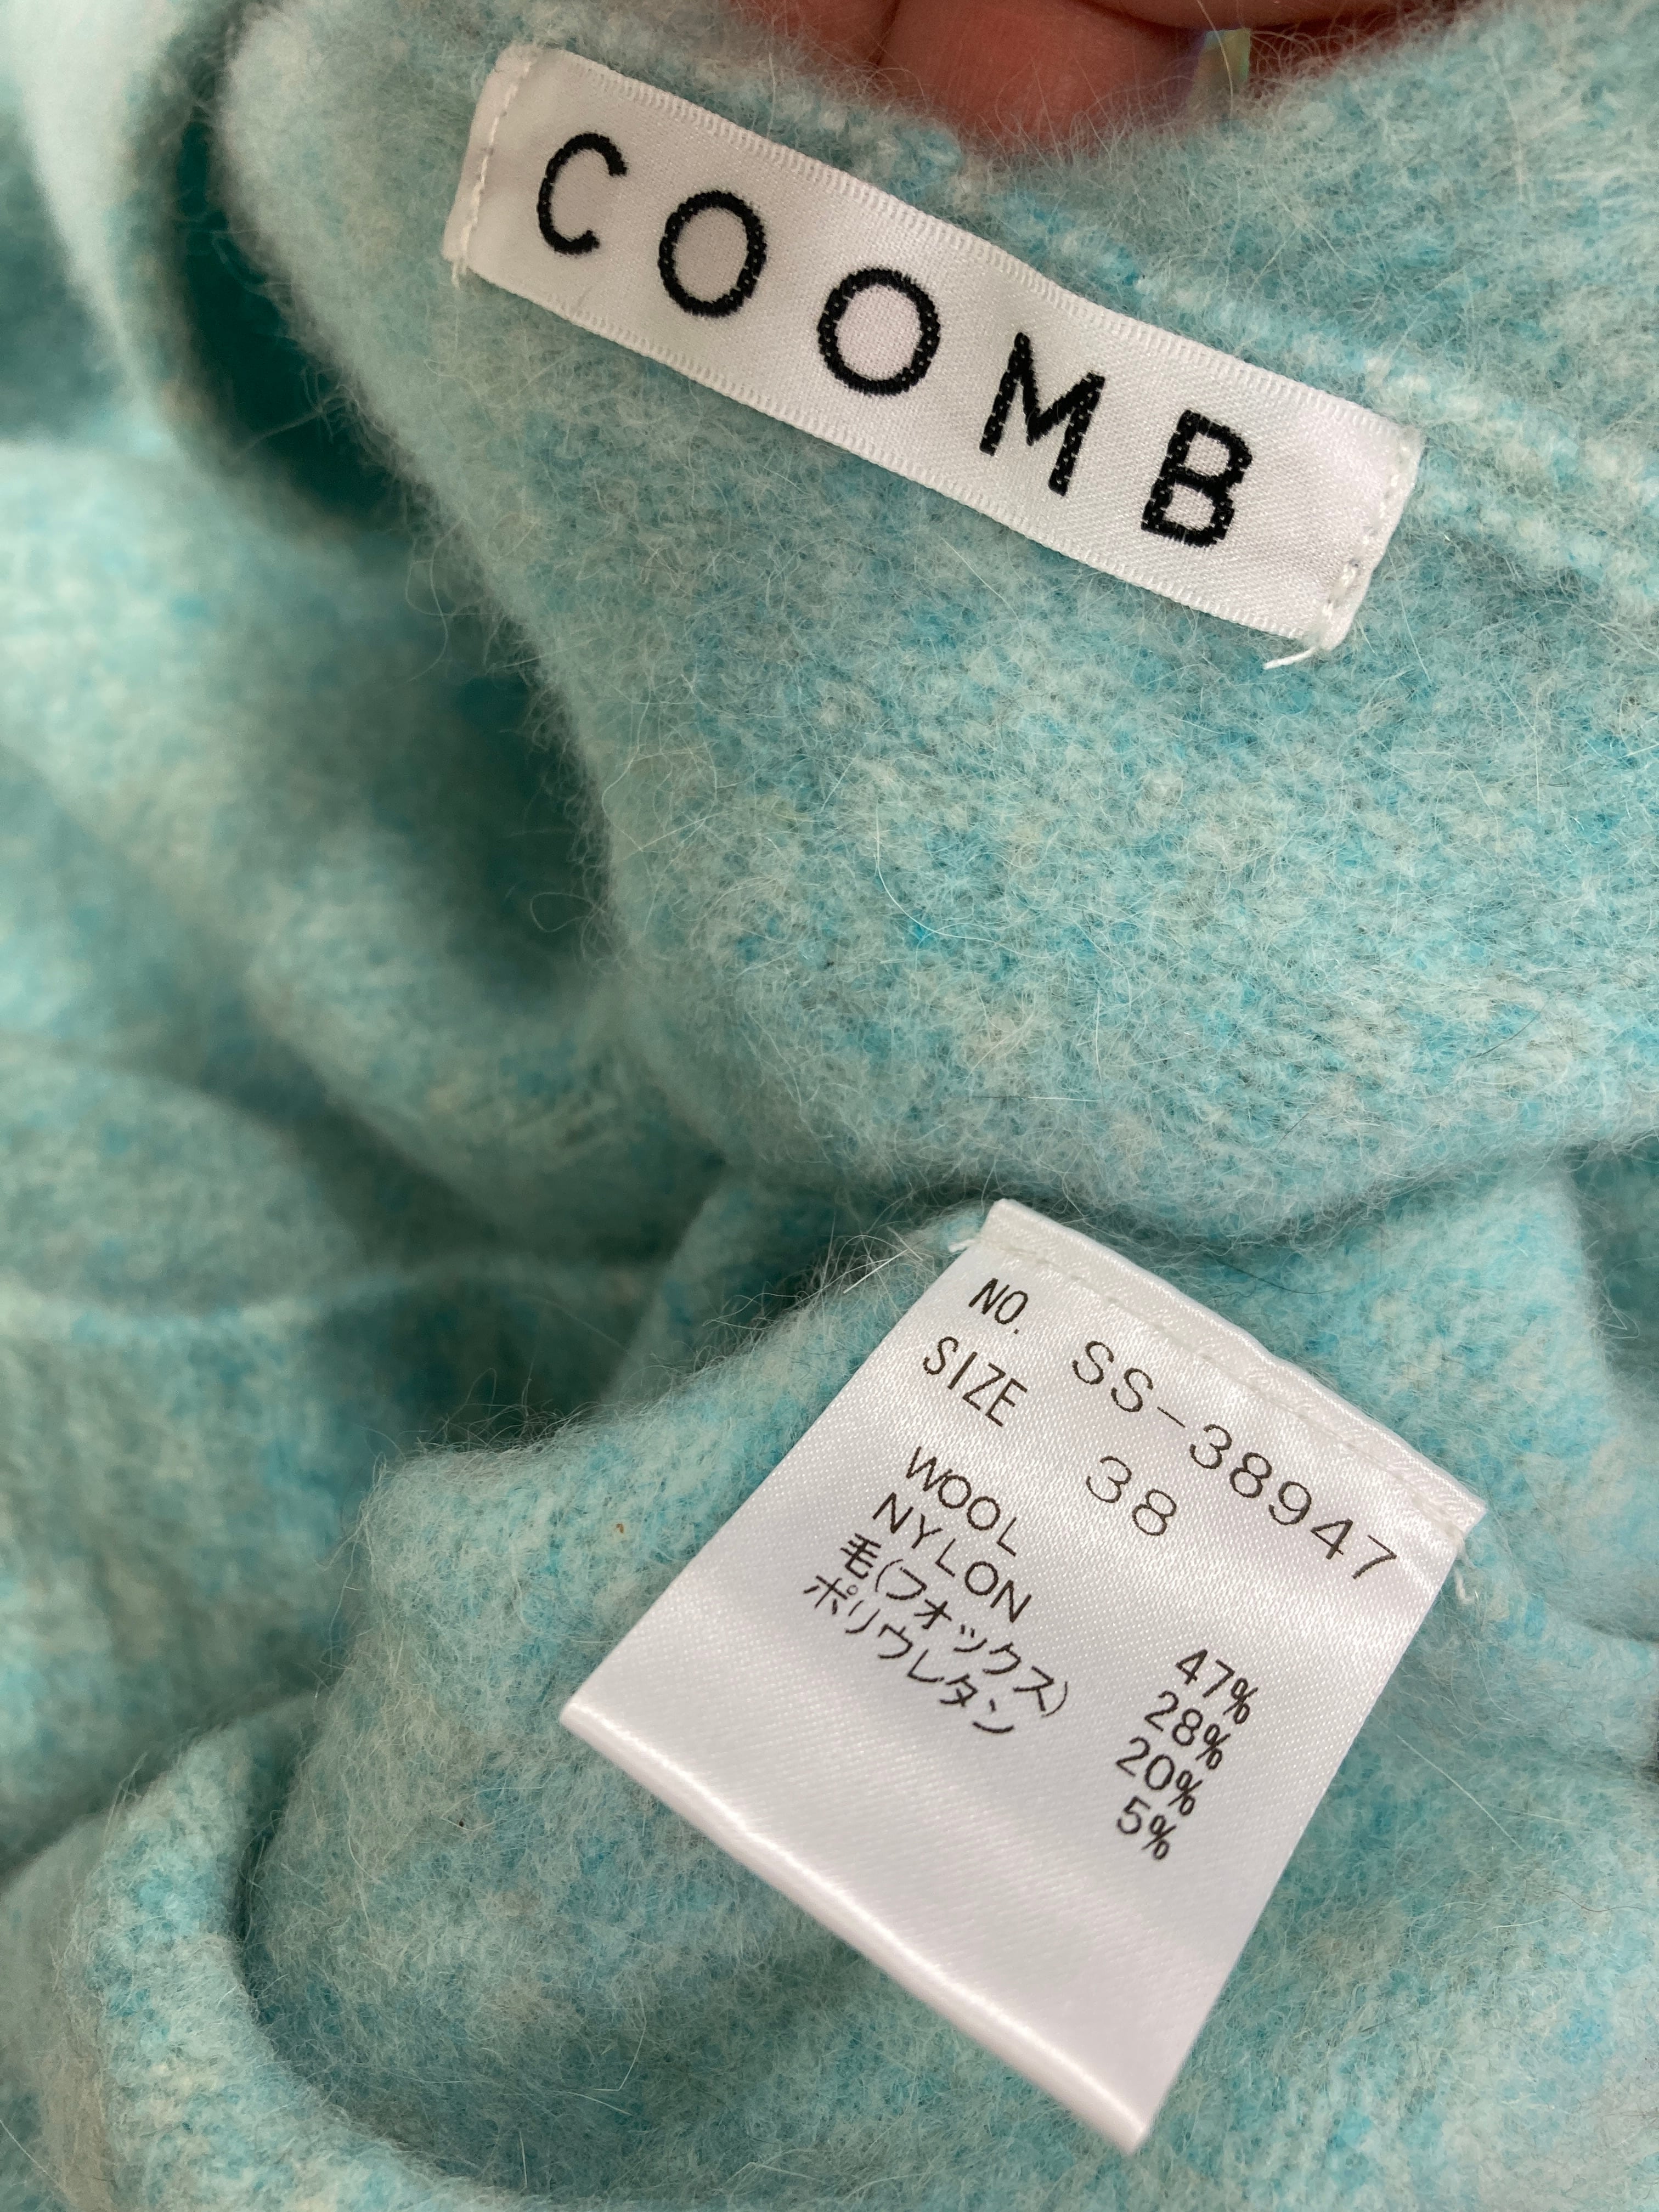 COOMB
NO. SS-38947
SIZE 38
WOOL 47%
NYLON 28%
毛(フォックス) 20%
ポリウレタン 5%